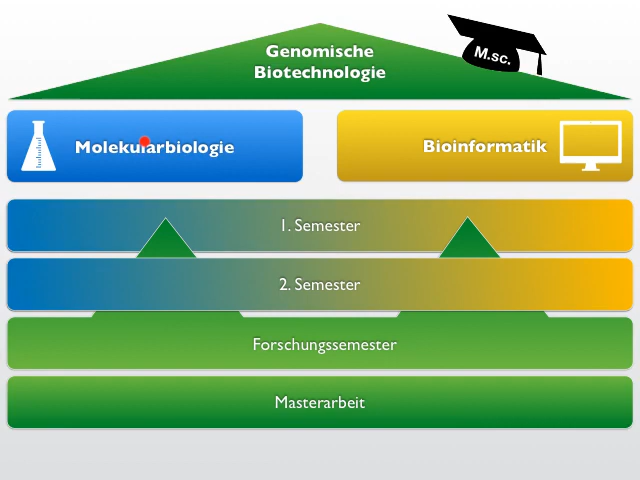 Genomische
Biotechnologie
M.sc.
Molekularbiologie
Bioinformatik
1. Semester
2. Semester
Forschungssemester
Masterarbeit